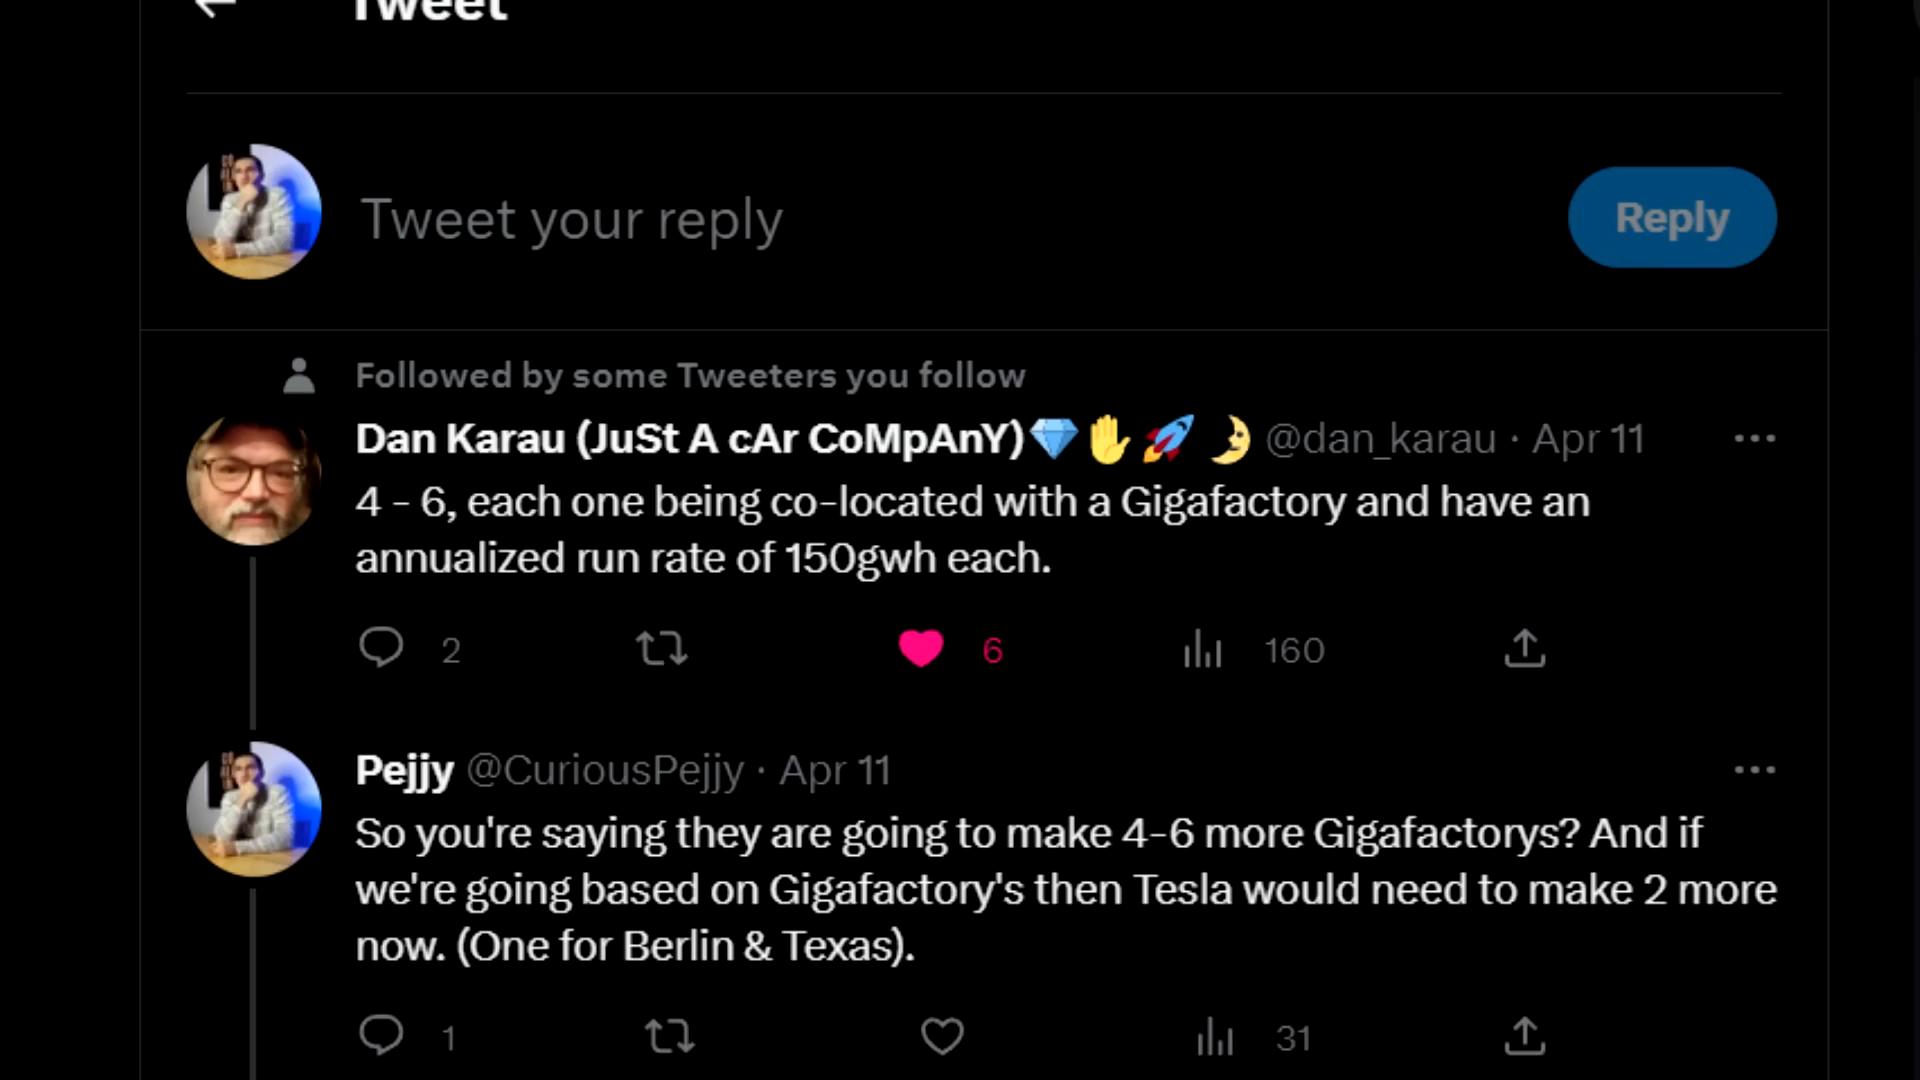 Tweet
Tweet your reply
Reply
Followed by some Tweeters you follow
Dan Karau (JuSt A cAr CoMpAnY)💎✋🚀🌛 @dan_karau · Apr 11
4 - 6, each one being co-located with a Gigafactory and have an
annualized run rate of 150gwh each.
2 6 160
Pejjy @CuriousPejjy · Apr 11
So you're saying they are going to make 4-6 more Gigafactorys? And if
we're going based on Gigafactory's then Tesla would need to make 2 more
now. (One for Berlin & Texas).
1 31